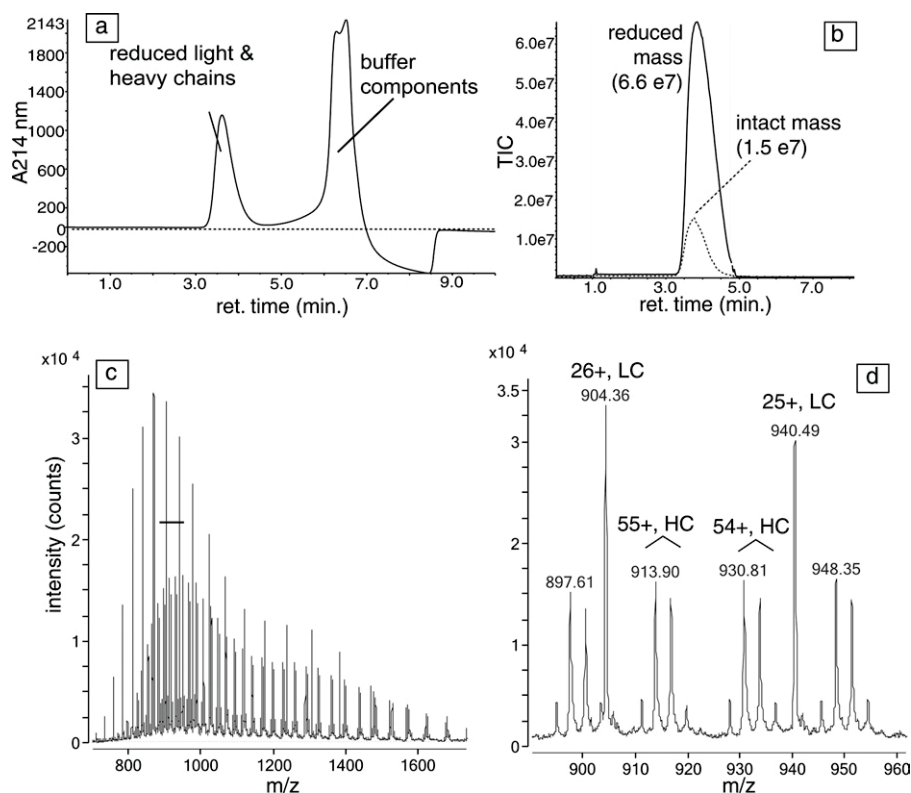 a
2143
1800
1400
1000
600
200
0
-200
A214 nm
reduced light &
heavy chains
buffer
components
1.0
3.0
5.0
7.0
9.0
ret. time (min.)
b
6.0e7
5.0e7
4.0e7
3.0e7
2.0e7
1.0e7
TIC
reduced
mass
(6.6 e7)
intact mass
(1.5 e7)
1.0
3.0
5.0
7.0
ret. time (min.)
c
x10 4
3
2
1
0
intensity (counts)
800
1000
1200
1400
1600
m/z
d
x10 4
3.5
3
2
1
0
26+, LC
904.36
25+, LC
940.49
55+, HC
54+, HC
897.61
913.90
930.81
948.35
900
910
920
930
940
950
960
m/z